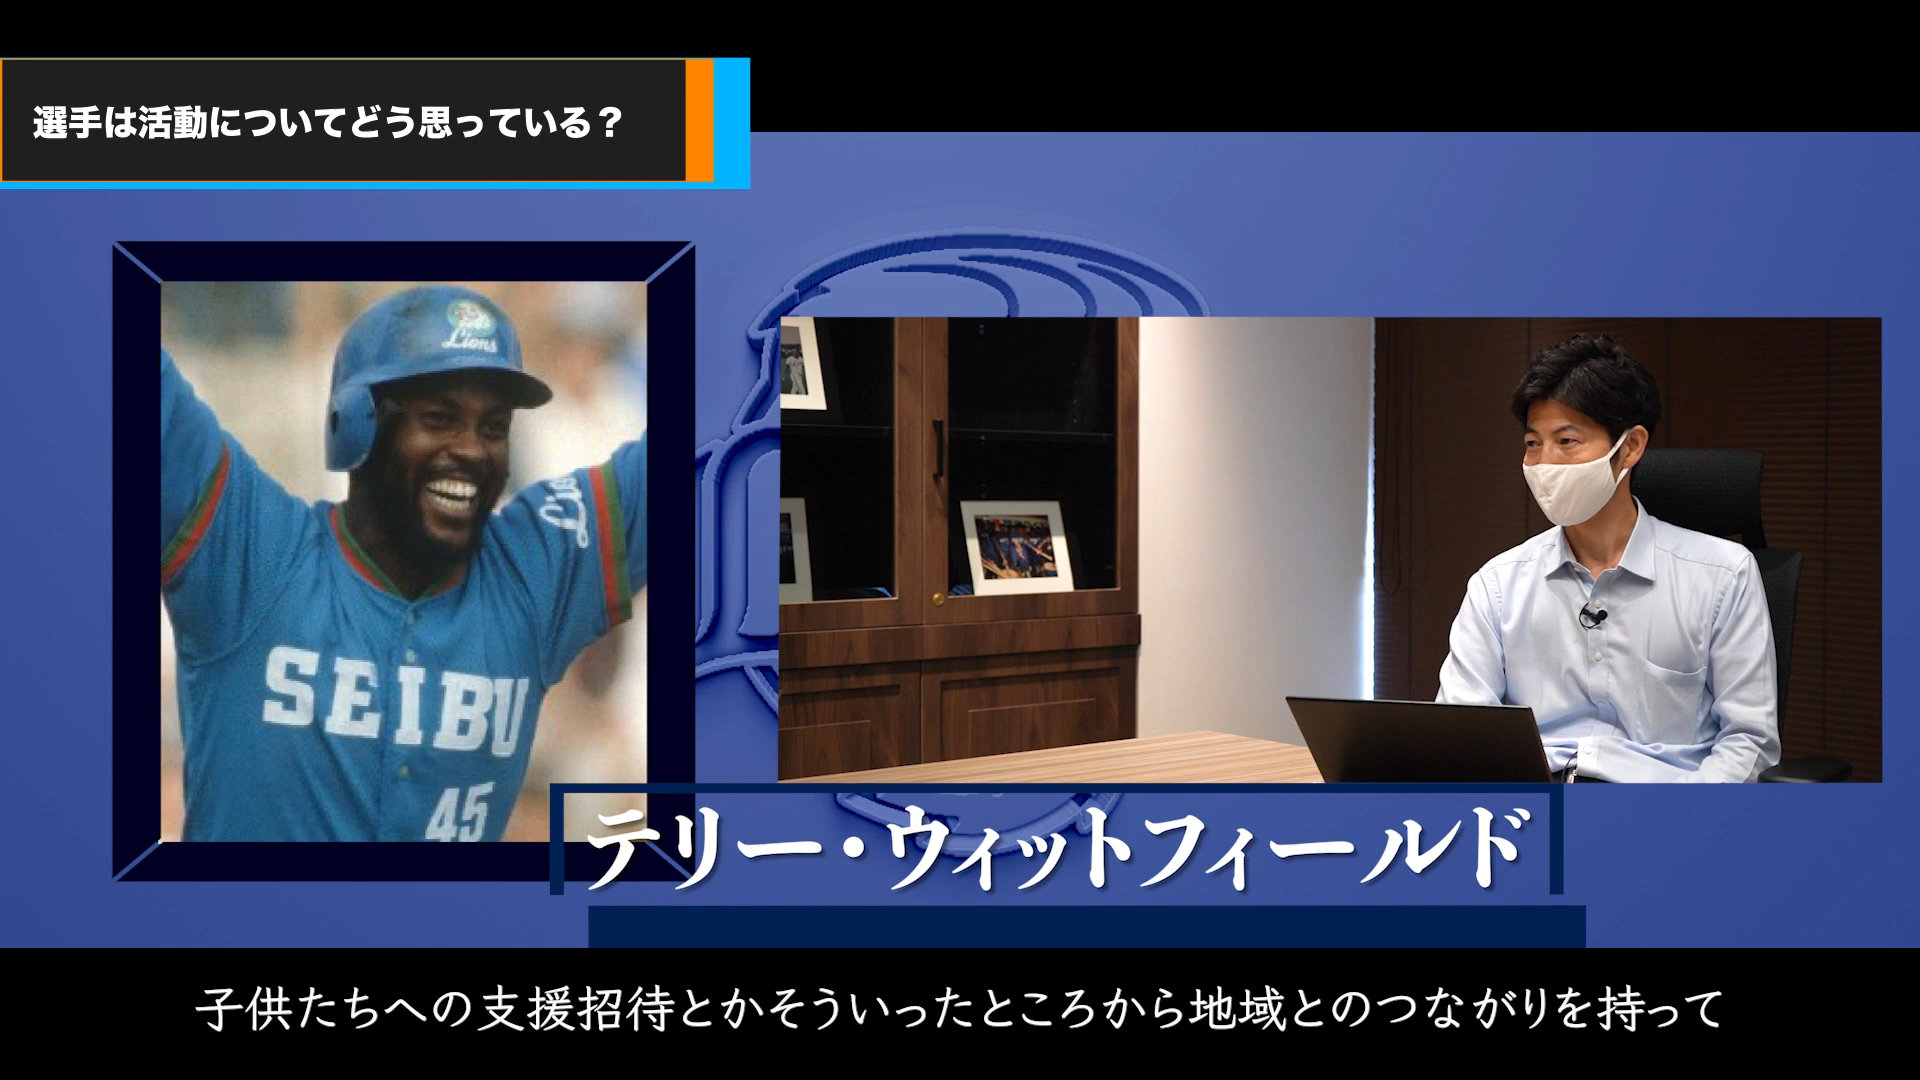 選手は活動についてどう思っている？
Lions
SEIBU
45
テリー・ウィットフィールド
子供たちへの支援招待とかそういったところから地域とのつながりを持って